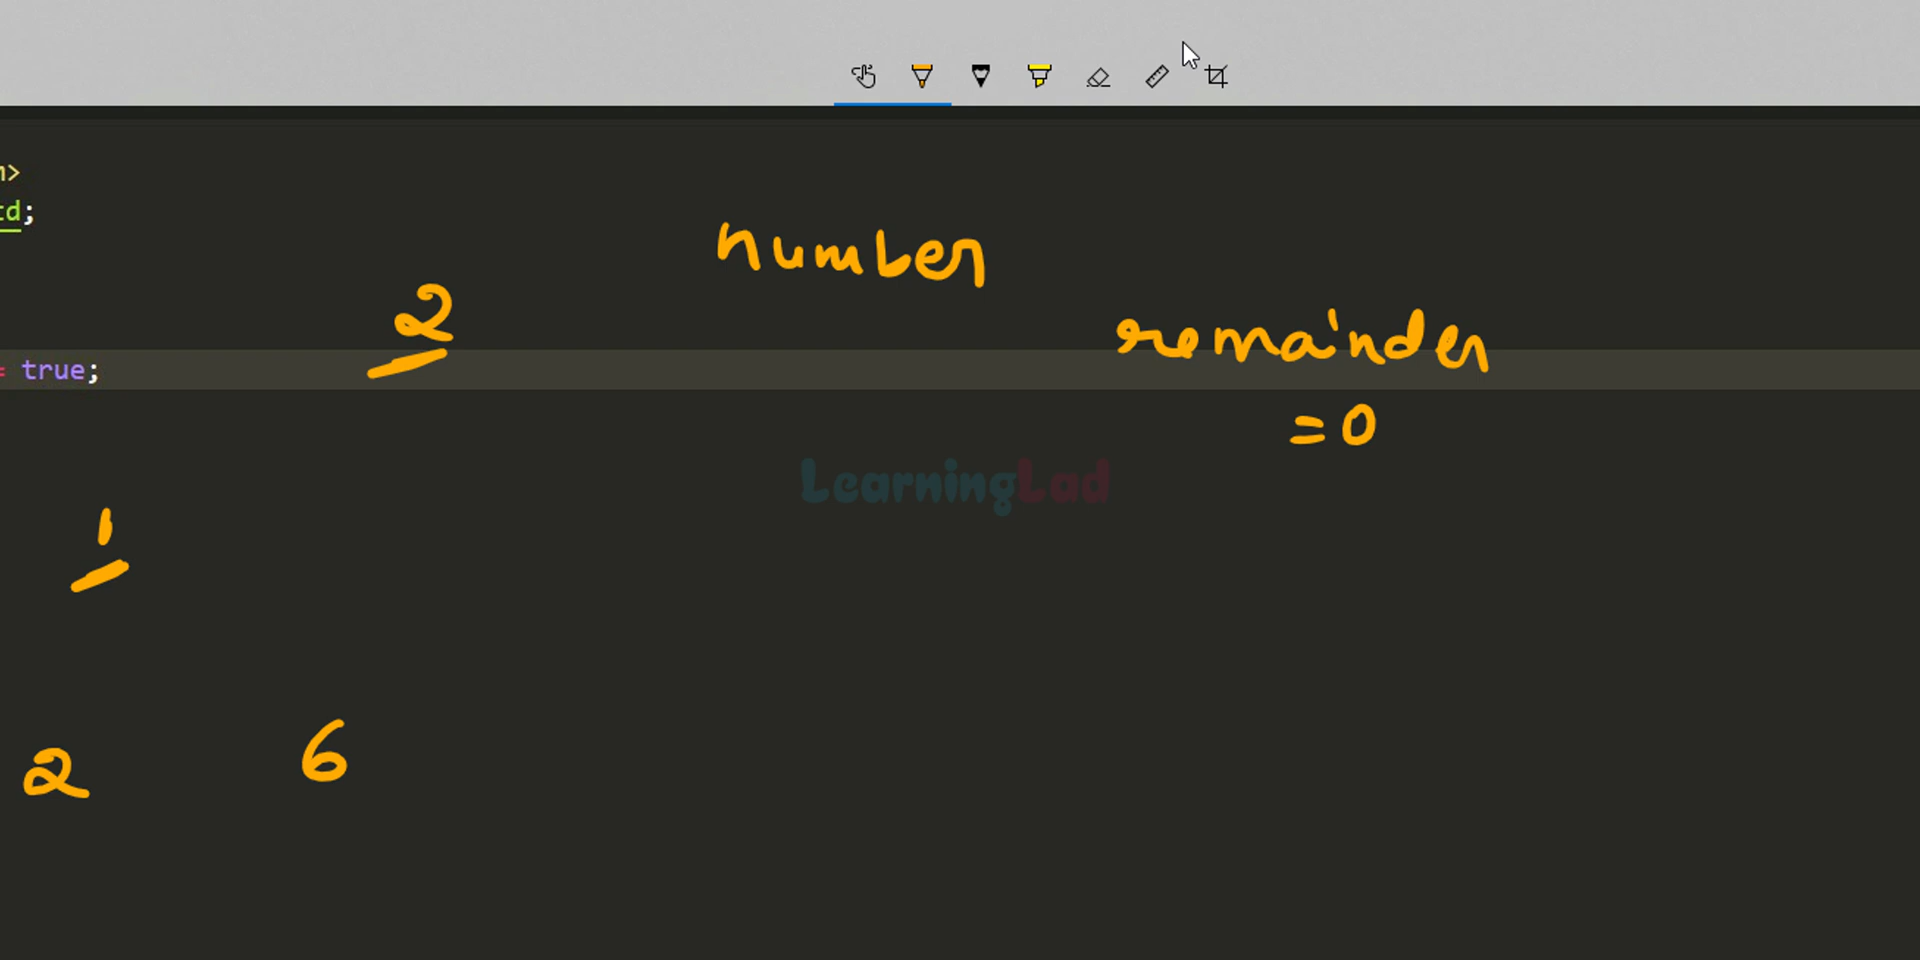 n>
td;
number
2
remainder
= true;
= 0
LearningLad
1
2 6